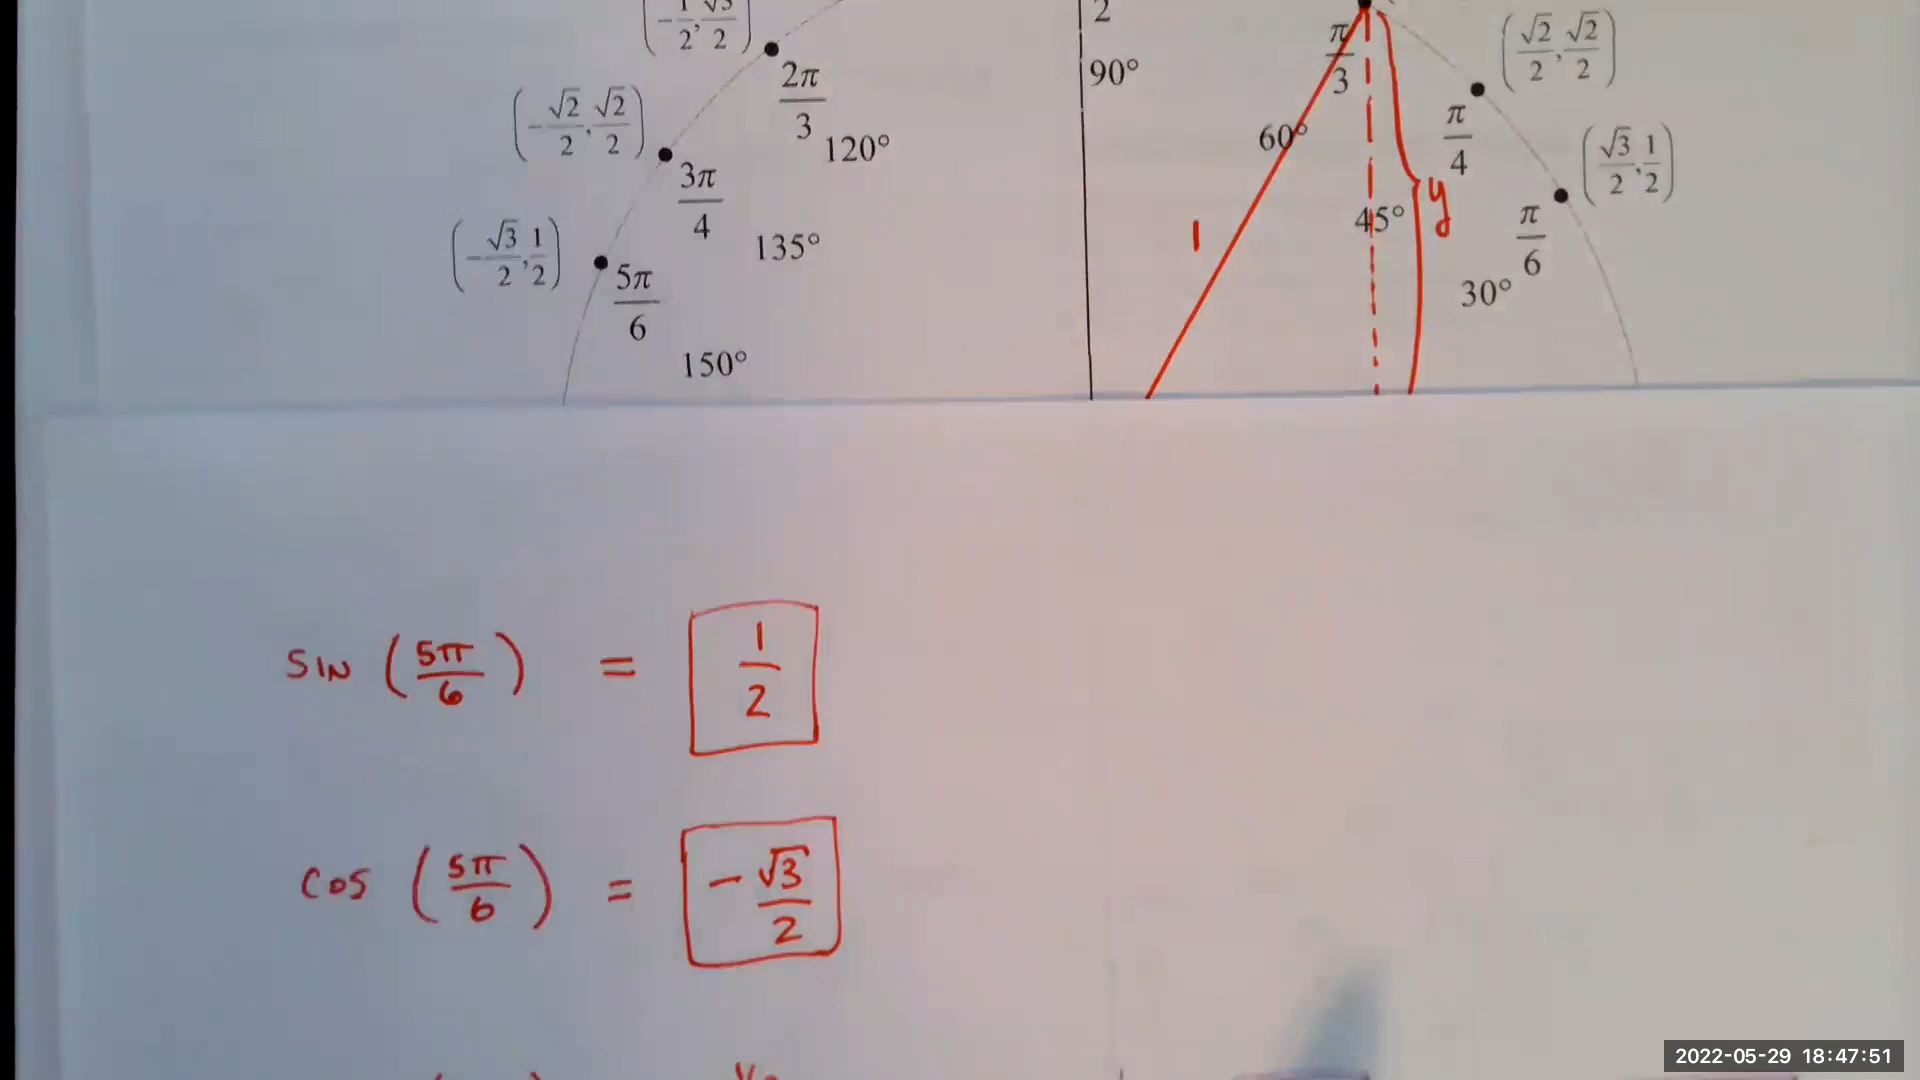 (-1/2, √3/2)
2π/3
120°
(-√2/2, √2/2)
3π/4
135°
(-√3/2, 1/2)
5π/6
150°
2
90°
π/3
60°
(√2/2, √2/2)
π/4
45°
(√3/2, 1/2)
π/6
30°
1
y
SIN (5π/6) = 1/2
COS (5π/6) = -√3/2
2022-05-29 18:47:51